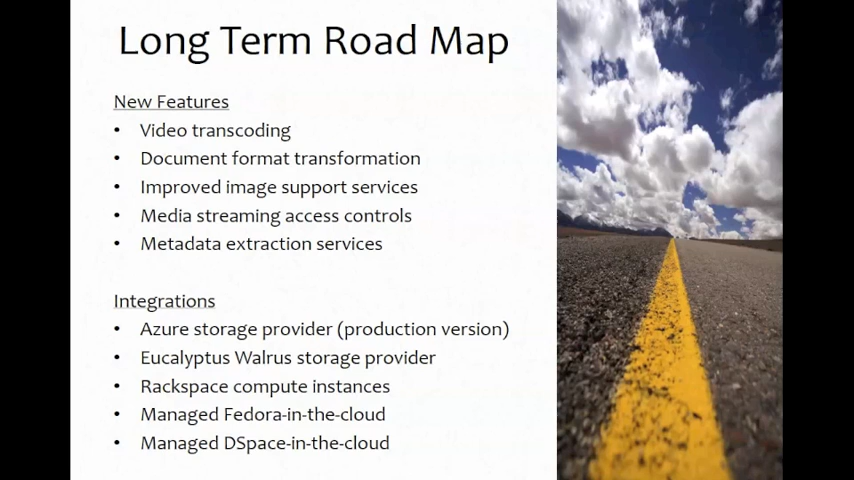 Long Term Road Map
New Features
• Video transcoding
• Document format transformation
• Improved image support services
• Media streaming access controls
• Metadata extraction services
Integrations
• Azure storage provider (production version)
• Eucalyptus Walrus storage provider
• Rackspace compute instances
• Managed Fedora-in-the-cloud
• Managed DSpace-in-the-cloud